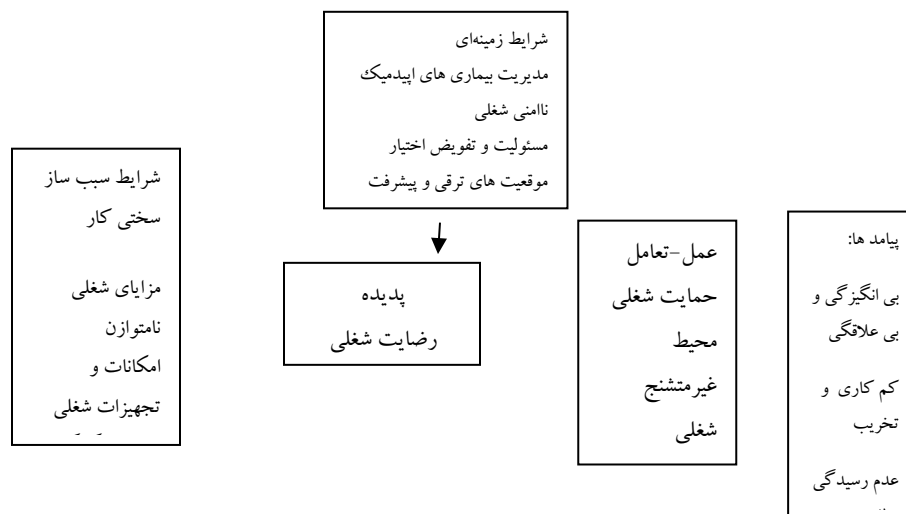 شرایط زمینه‌ای
مدیریت بیماری های اپیدمیک
ناامنی شغلی
مسئولیت و تفویض اختیار
موقعیت های ترقی و پیشرفت
شرایط سبب ساز
سختی کار
مزایای شغلی
نامتوازن
امکانات و
تجهیزات شغلی
پدیده
رضایت شغلی
عمل-تعامل
حمایت شغلی
محیط
غیرمتشنج
شغلی
پیامد ها:
بی انگیزگی و
بی علاقگی
کم کاری و
تخریب
عدم رسیدگی